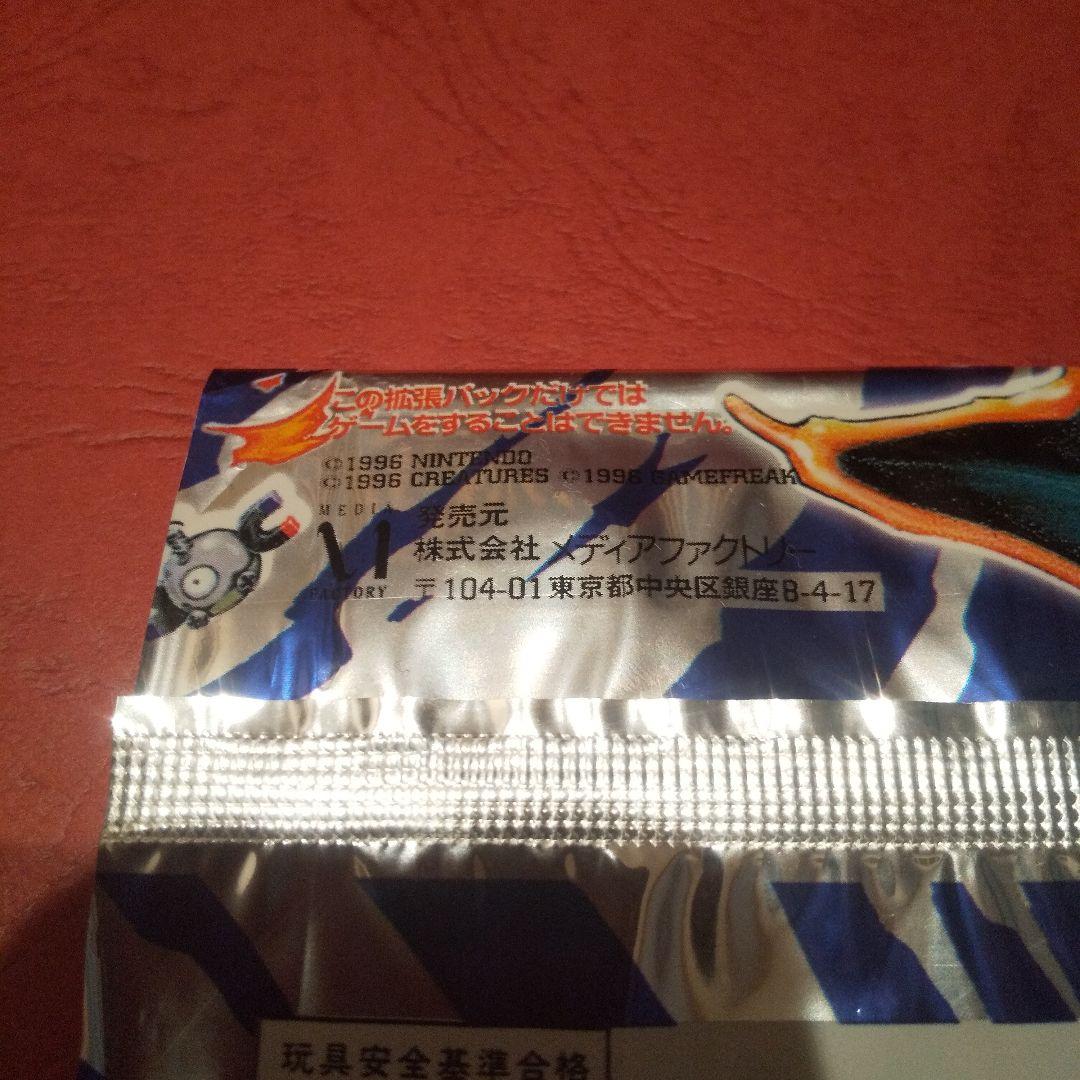 この拡張パックだけでは
ゲームをすることはできません。
©1996 NINTENDO
©1996 CREATURES ©1996 GAMEFREAK
MEDIA
FACTORY
発売元
株式会社 メディアファクトリー
〒104-01 東京都中央区銀座8-4-17
玩具安全基準合格